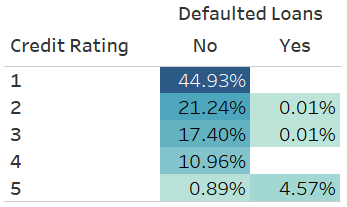 Defaulted Loans
Credit Rating No Yes
1 44.93%
2 21.24% 0.01%
3 17.40% 0.01%
4 10.96%
5 0.89% 4.57%